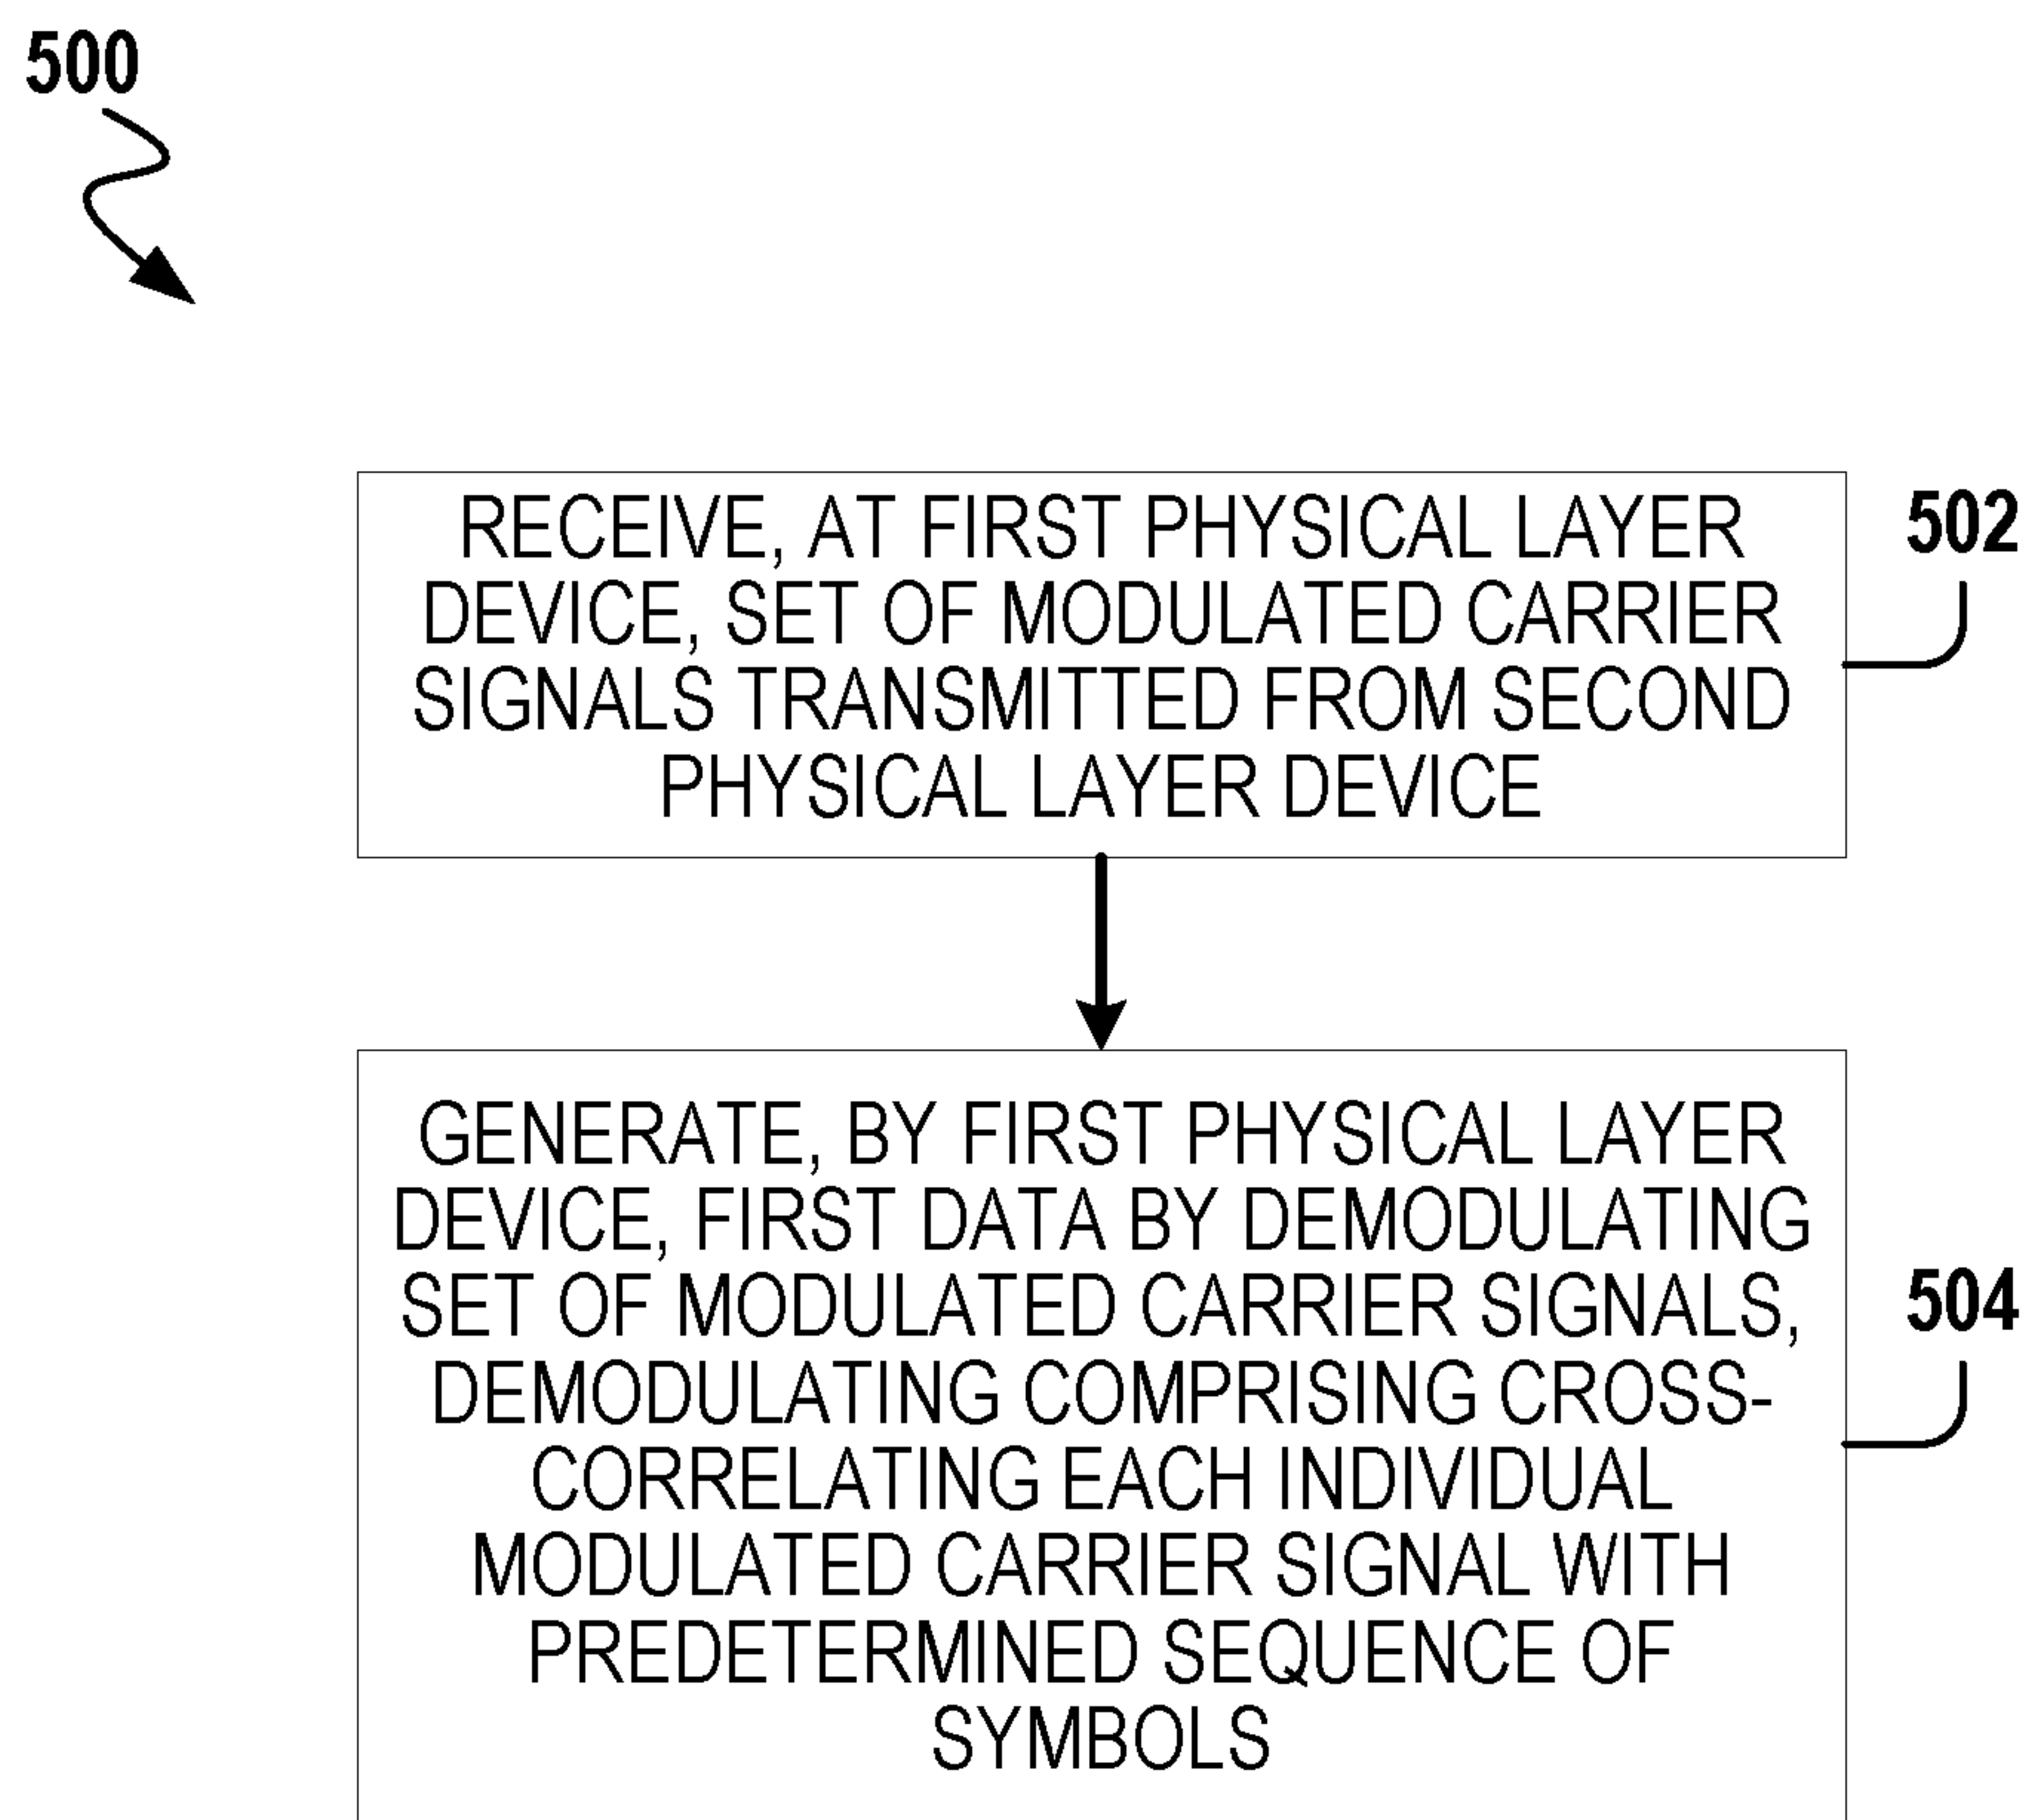 500
RECEIVE, AT FIRST PHYSICAL LAYER
DEVICE, SET OF MODULATED CARRIER
SIGNALS TRANSMITTED FROM SECOND
PHYSICAL LAYER DEVICE
502
GENERATE, BY FIRST PHYSICAL LAYER
DEVICE, FIRST DATA BY DEMODULATING
SET OF MODULATED CARRIER SIGNALS,
DEMODULATING COMPRISING CROSS-
CORRELATING EACH INDIVIDUAL
MODULATED CARRIER SIGNAL WITH
PREDETERMINED SEQUENCE OF
SYMBOLS
504